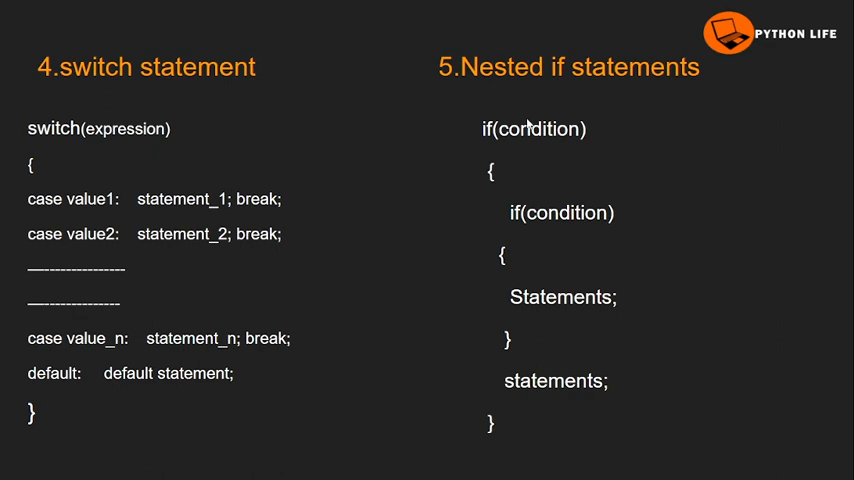 PYTHON LIFE
4.switch statement
switch(expression)
{
case value1: statement_1; break;
case value2: statement_2; break;
—----------------
—---------------
case value_n: statement_n; break;
default: default statement;
}
5.Nested if statements
if(condition)
{
if(condition)
{
Statements;
}
statements;
}